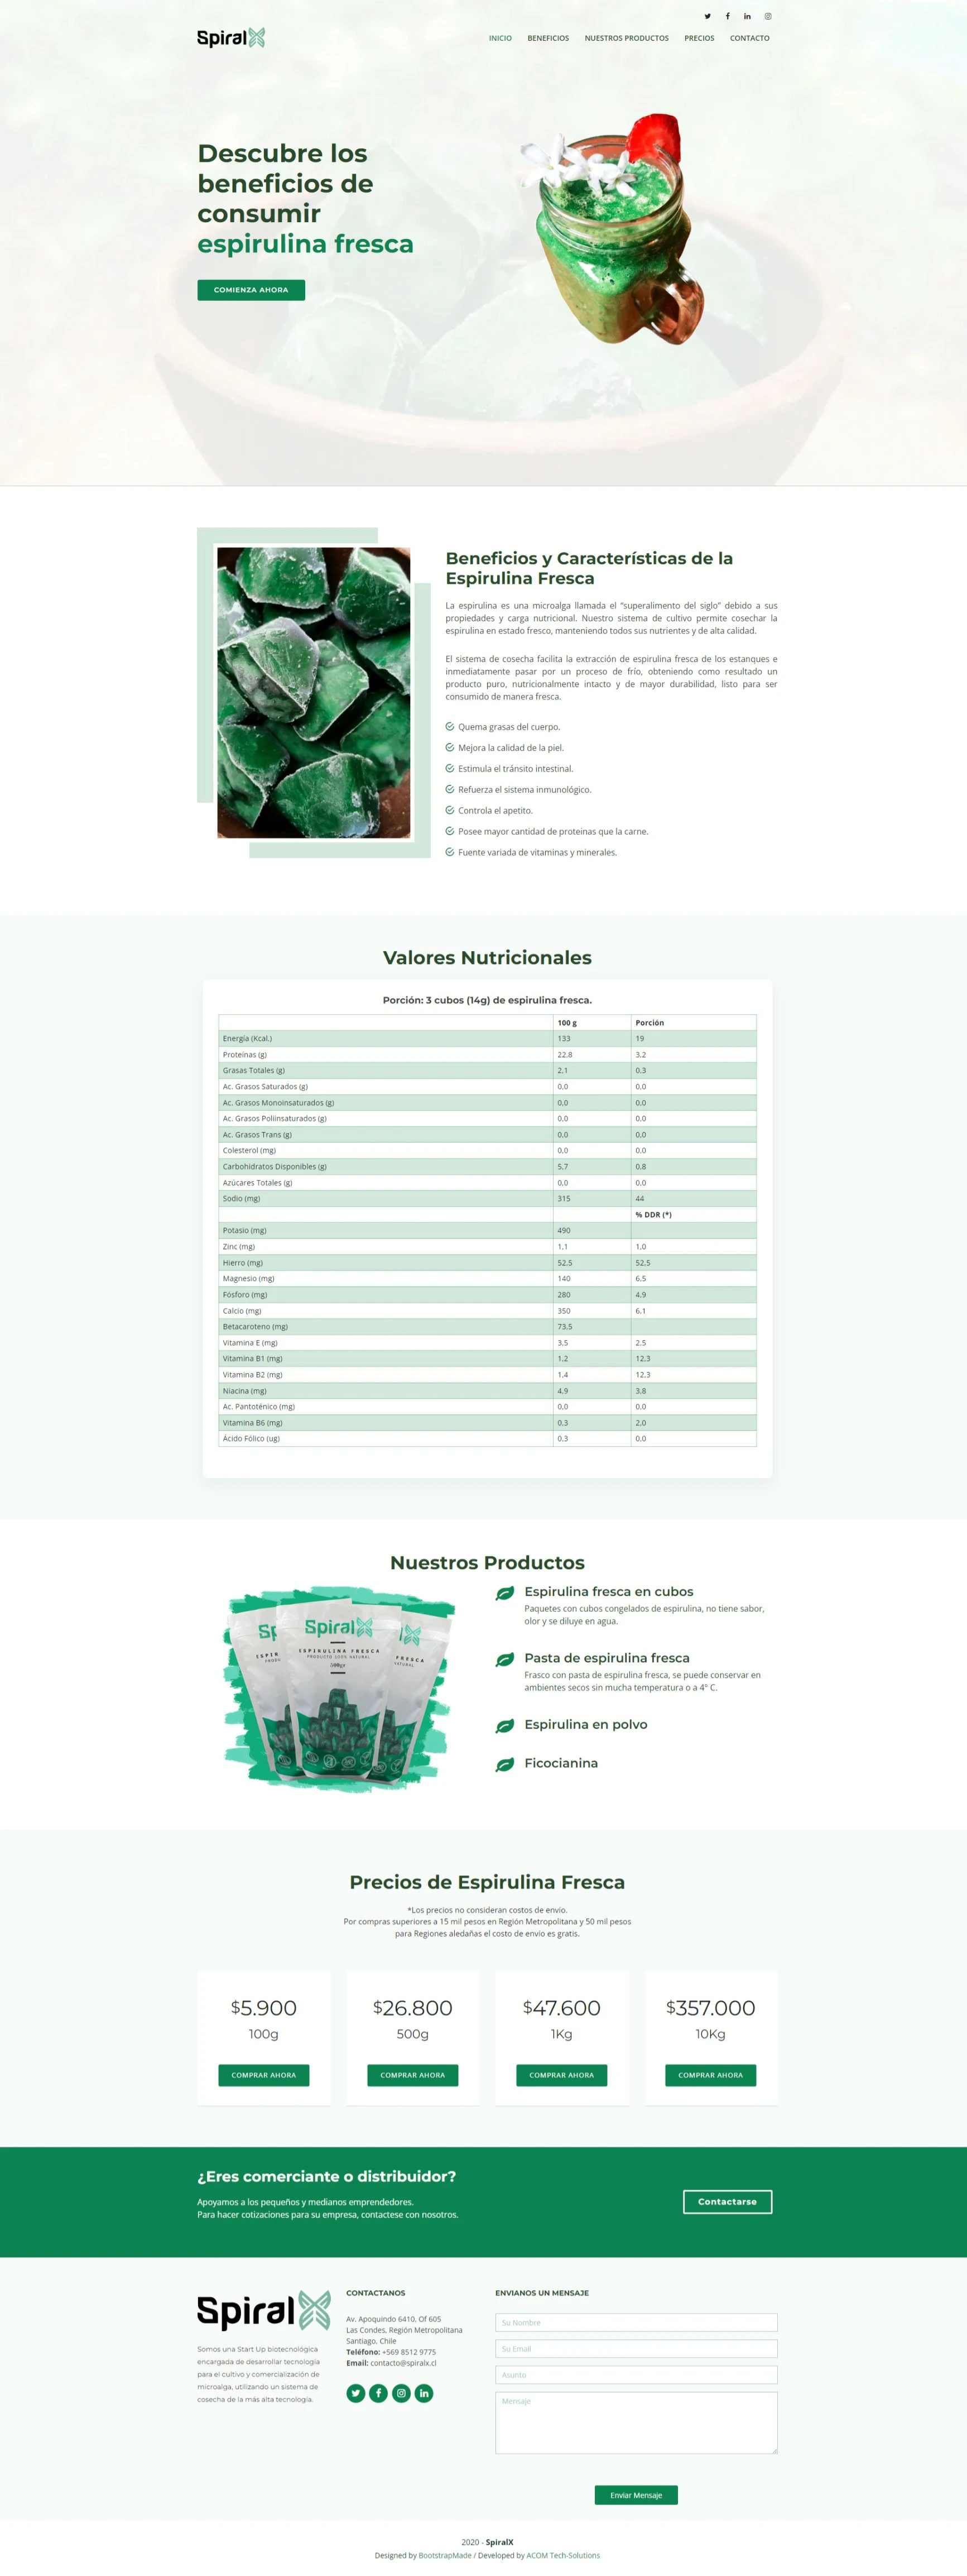 SpiralX
INICIO BENEFICIOS NUESTROS PRODUCTOS PRECIOS CONTACTO
Descubre los
beneficios de
consumir
espirulina fresca
COMIENZA AHORA
Beneficios y Características de la
Espirulina Fresca
La espirulina es una microalga llamada el "superalimento del siglo" debido a sus
propiedades y carga nutricional. Nuestro sistema de cultivo permite cosechar la
espirulina en estado fresco, manteniendo todos sus nutrientes y de alta calidad.
El sistema de cosecha facilita la extracción de espirulina fresca de los estanques e
inmediatamente pasar por un proceso de frío, obteniendo como resultado un
producto puro, nutricionalmente intacto y de mayor durabilidad, listo para ser
consumido de manera fresca.
Quema grasas del cuerpo.
Mejora la calidad de la piel.
Estimula el tránsito intestinal.
Refuerza el sistema inmunológico.
Controla el apetito.
Posee mayor cantidad de proteinas que la carne.
Fuente variada de vitaminas y minerales.
Valores Nutricionales
Porción: 3 cubos (14g) de espirulina fresca.
100 g Porción
Energía (Kcal.) 133 19
Proteínas (g) 22,8 3,2
Grasas Totales (g) 2,1 0,3
Ac. Grasos Saturados (g) 0,0 0,0
Ac. Grasos Monoinsaturados (g) 0,0 0,0
Ac. Grasos Poliinsaturados (g) 0,0 0,0
Ac. Grasos Trans (g) 0,0 0,0
Colesterol (mg) 0,0 0,0
Carbohidratos Disponibles (g) 5,7 0,8
Azúcares Totales (g) 0,0 0,0
Sodio (mg) 315 44
% DDR (*)
Potasio (mg) 490
Zinc (mg) 1,1 1,0
Hierro (mg) 52,5 52,5
Magnesio (mg) 140 6,5
Fósforo (mg) 280 4,9
Calcio (mg) 350 6,1
Betacaroteno (mg) 73,5
Vitamina E (mg) 3,5 2,5
Vitamina B1 (mg) 1,2 12,3
Vitamina B2 (mg) 1,4 12,3
Niacina (mg) 4,9 3,8
Ac. Pantoténico (mg) 0,0 0,0
Vitamina B6 (mg) 0,3 2,0
Ácido Fólico (ug) 0,3 0,0
Nuestros Productos
SpiralX
ESPIRULINA FRESCA
PRODUCTO 100% NATURAL
500gr
Espirulina fresca en cubos
Paquetes con cubos congelados de espirulina, no tiene sabor,
olor y se diluye en agua.
Pasta de espirulina fresca
Frasco con pasta de espirulina fresca, se puede conservar en
ambientes secos sin mucha temperatura o a 4° C.
Espirulina en polvo
Ficocianina
Precios de Espirulina Fresca
*Los precios no consideran costos de envío.
Por compras superiores a 15 mil pesos en Región Metropolitana y 50 mil pesos
para Regiones aledañas el costo de envío es gratis.
$5.900 $26.800 $47.600 $357.000
100g 500g 1Kg 10Kg
COMPRAR AHORA COMPRAR AHORA COMPRAR AHORA COMPRAR AHORA
¿Eres comerciante o distribuidor?
Apoyamos a los pequeños y medianos emprendedores.
Para hacer cotizaciones para su empresa, contactese con nosotros.
Contactarse
SpiralX
Somos una Start Up biotecnológica
encargada de desarrollar tecnología
para el cultivo y comercialización de
microalga, utilizando un sistema de
cosecha de la más alta tecnología.
CONTACTANOS
Av. Apoquindo 6410, Of 605
Las Condes, Región Metropolitana
Santiago, Chile
Teléfono: +569 8512 9775
Email: contacto@spiralx.cl
ENVIANOS UN MENSAJE
Su Nombre
Su Email
Asunto
Mensaje
Enviar Mensaje
2020 - SpiralX
Designed by BootstrapMade / Developed by ACOM Tech-Solutions